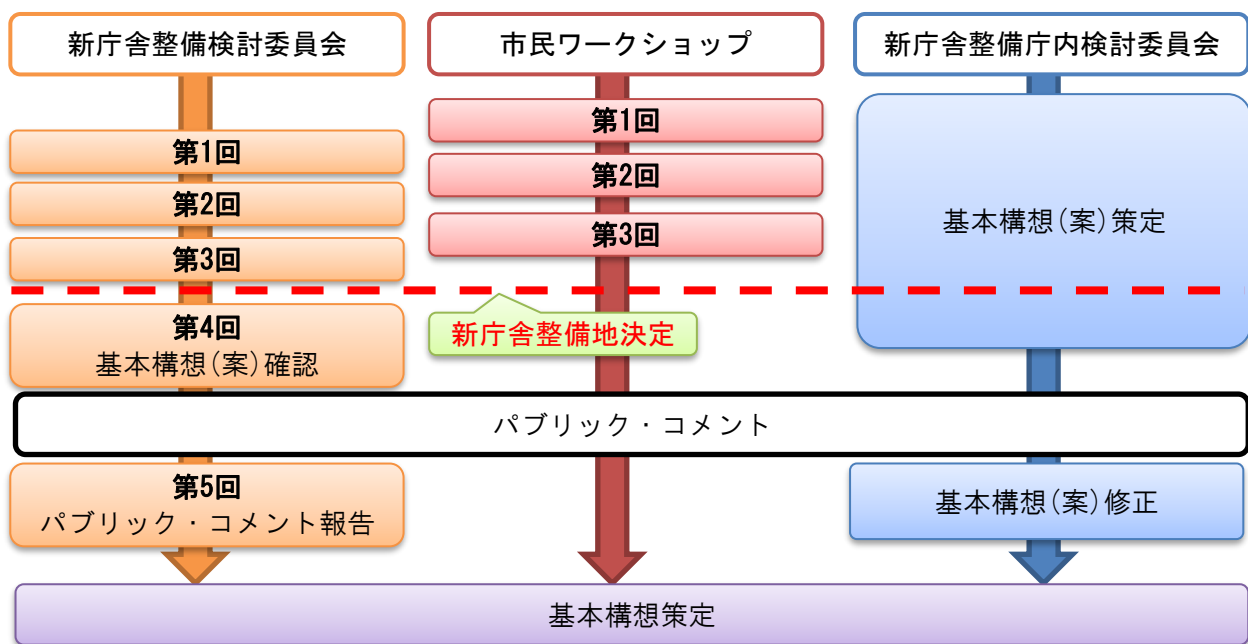 新庁舎整備検討委員会
市民ワークショップ
新庁舎整備庁内検討委員会
第1回
第2回
第3回
第1回
第2回
第3回
基本構想(案)策定
新庁舎整備地決定
第4回
基本構想(案)確認
パブリック・コメント
第5回
パブリック・コメント報告
基本構想(案)修正
基本構想策定